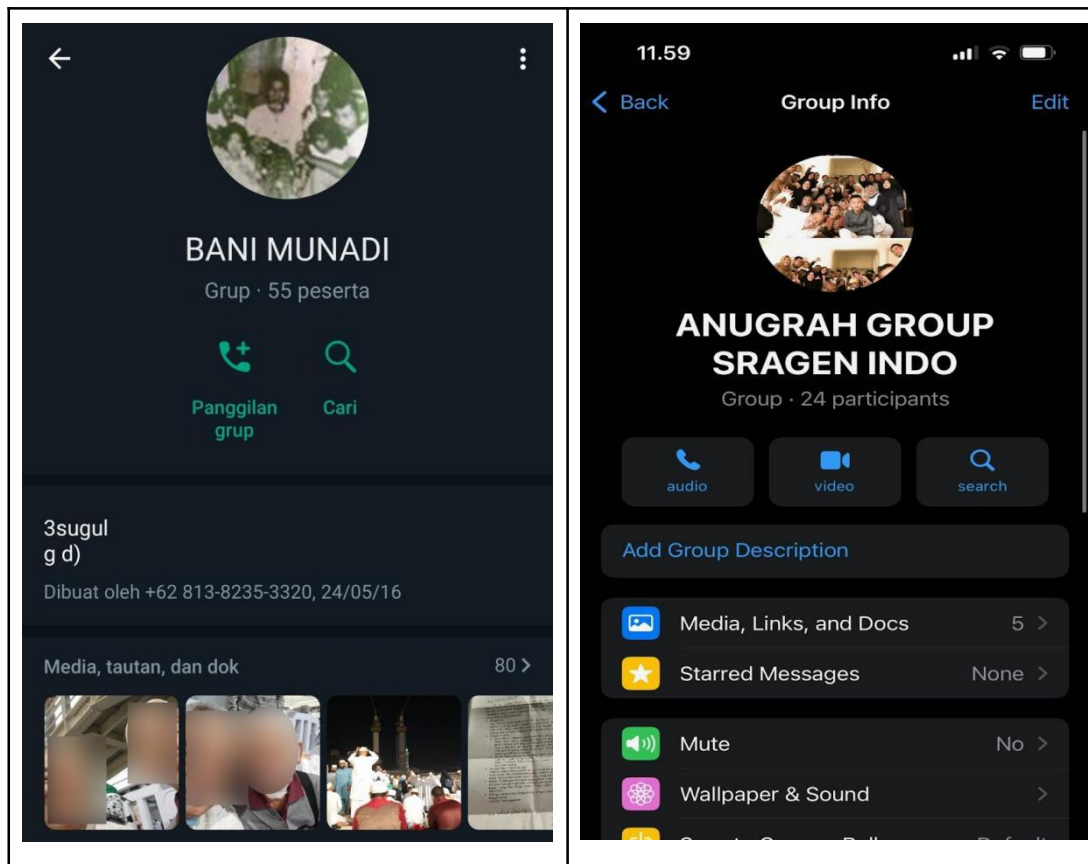 BANI MUNADI
Grup · 55 peserta
Panggilan
grup
Cari
3sugul
g d)
Dibuat oleh +62 813-8235-3320, 24/05/16
Media, tautan, dan dok
80
11.59
Back
Group Info
Edit
ANUGRAH GROUP
SRAGEN INDO
Group · 24 participants
audio
video
search
Add Group Description
Media, Links, and Docs
5
Starred Messages
None
Mute
No
Wallpaper & Sound